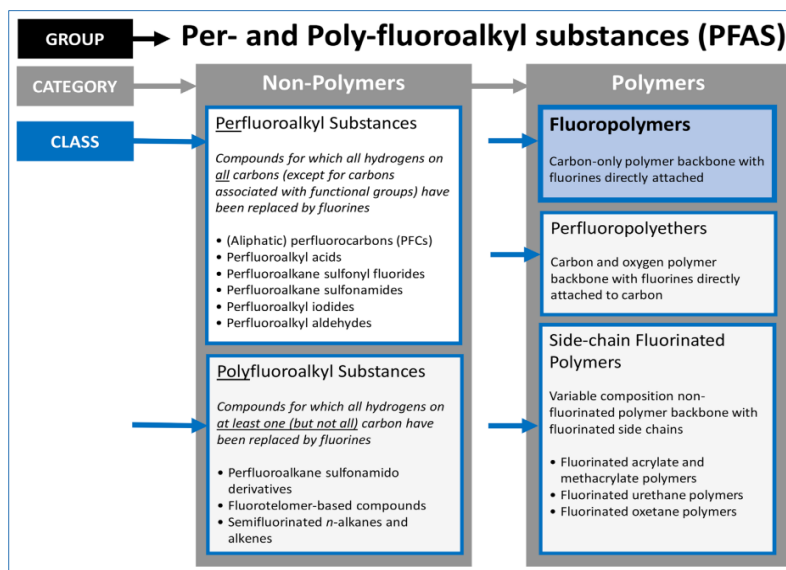 GROUP
Per- and Poly-fluoroalkyl substances (PFAS)
CATEGORY
Non-Polymers
Polymers
CLASS
Perfluoroalkyl Substances
Compounds for which all hydrogens on
all carbons (except for carbons
associated with functional groups) have
been replaced by fluorines
• (Aliphatic) perfluorocarbons (PFCs)
• Perfluoroalkyl acids
• Perfluoroalkane sulfonyl fluorides
• Perfluoroalkane sulfonamides
• Perfluoroalkyl iodides
• Perfluoroalkyl aldehydes
Polyfluoroalkyl Substances
Compounds for which all hydrogens on
at least one (but not all) carbon have
been replaced by fluorines
• Perfluoroalkane sulfonamido
derivatives
• Fluorotelomer-based compounds
• Semifluorinated n-alkanes and
alkenes
Fluoropolymers
Carbon-only polymer backbone with
fluorines directly attached
Perfluoropolyethers
Carbon and oxygen polymer
backbone with fluorines directly
attached to carbon
Side-chain Fluorinated
Polymers
Variable composition non-
fluorinated polymer backbone with
fluorinated side chains
• Fluorinated acrylate and
methacrylate polymers
• Fluorinated urethane polymers
• Fluorinated oxetane polymers